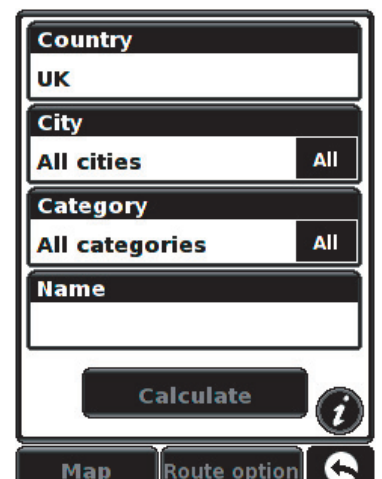 Country
UK
City
All cities All
Category
All categories All
Name
Calculate
i
Map Route option